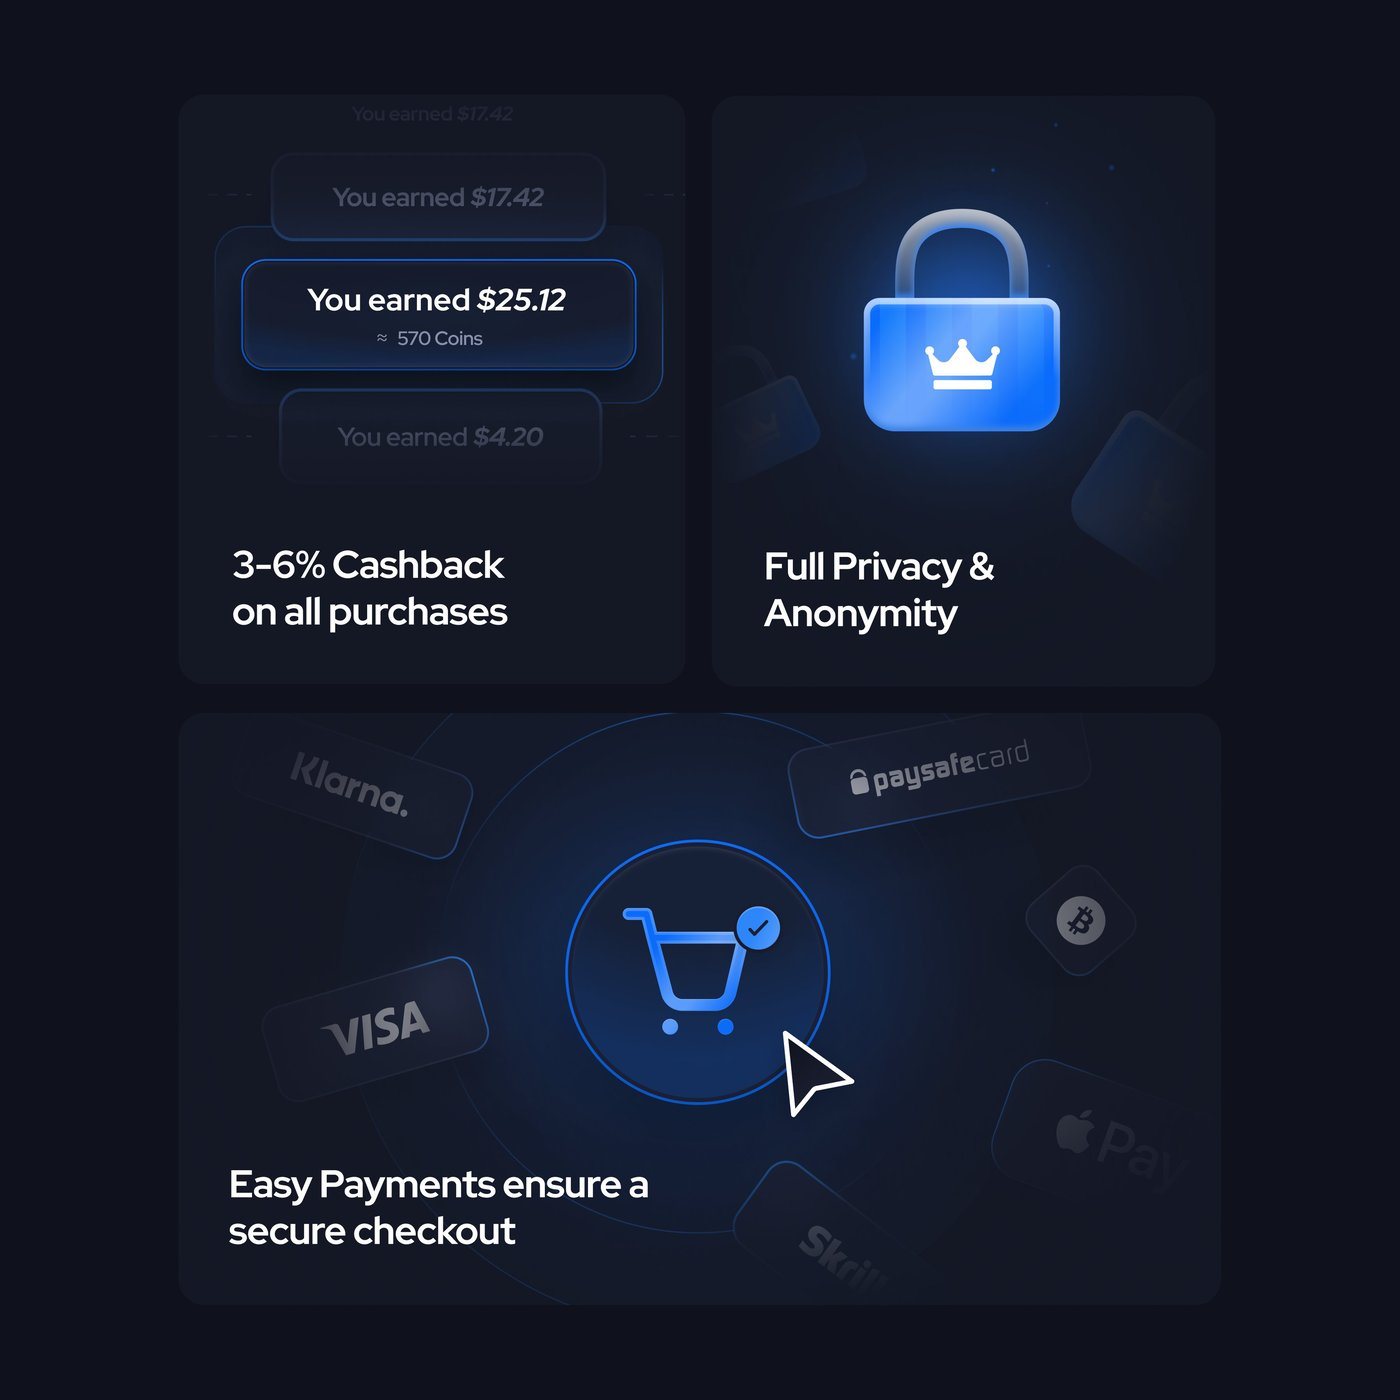 You earned $17.42
You earned $17.42
You earned $25.12
≈ 570 Coins
You earned $4.20
3-6% Cashback
on all purchases
Full Privacy &
Anonymity
Klarna.
paysafecard
VISA
Pay
Skrill
Easy Payments ensure a
secure checkout